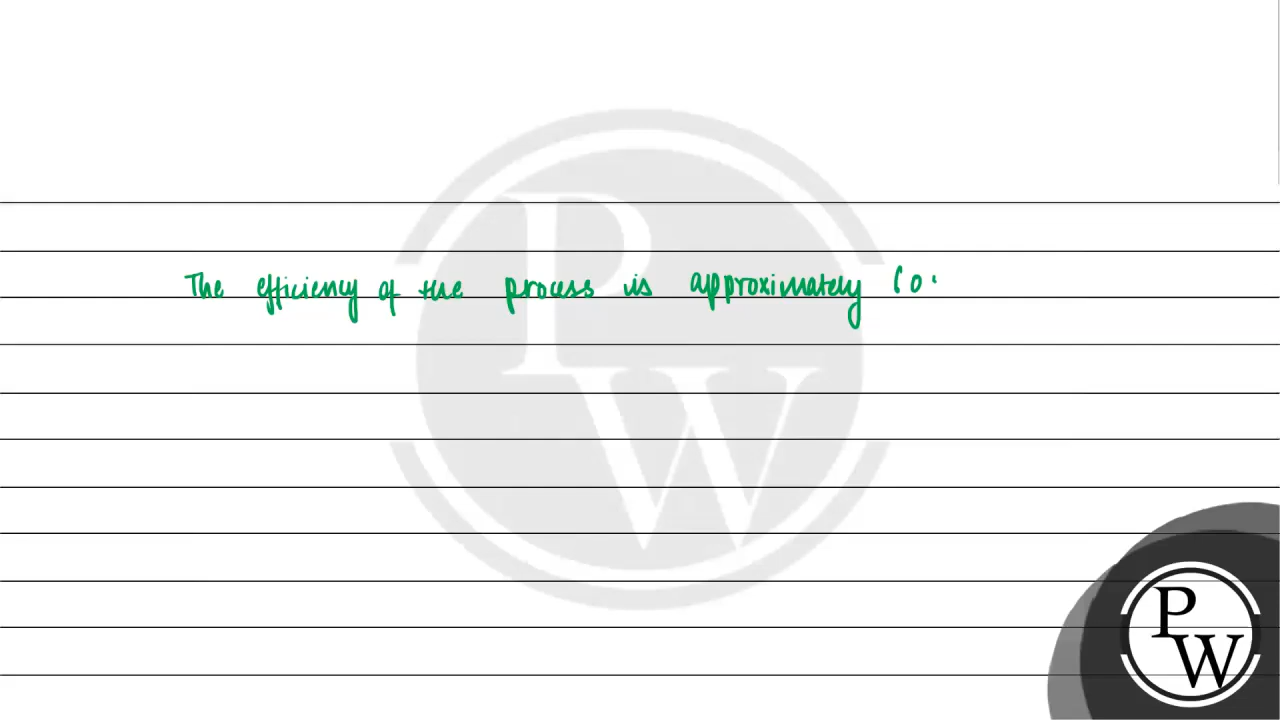 The efficiency of the process is approximately
P
W
P
W